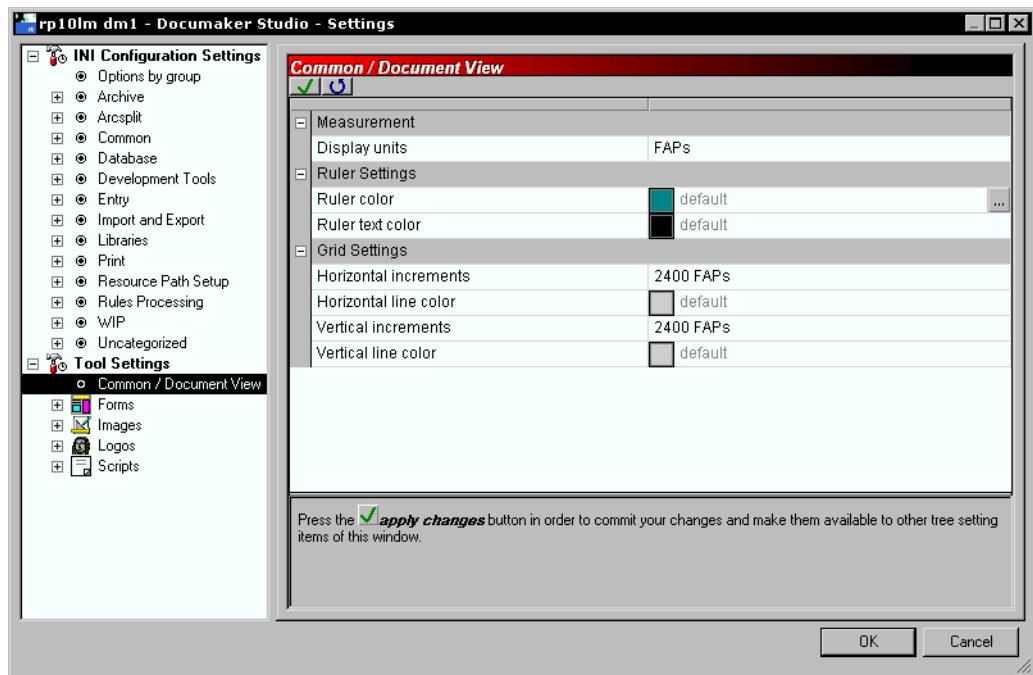 rp10lm dm1 - Documaker Studio - Settings
INI Configuration Settings
Options by group
Archive
Arcsplit
Common
Database
Development Tools
Entry
Import and Export
Libraries
Print
Resource Path Setup
Rules Processing
WIP
Uncategorized
Tool Settings
Common / Document View
Forms
Images
Logos
Scripts
Common / Document View
Measurement
Display units FAPs
Ruler Settings
Ruler color default ...
Ruler text color default
Grid Settings
Horizontal increments 2400 FAPs
Horizontal line color default
Vertical increments 2400 FAPs
Vertical line color default
Press the apply changes button in order to commit your changes and make them available to other tree setting
items of this window.
OK Cancel